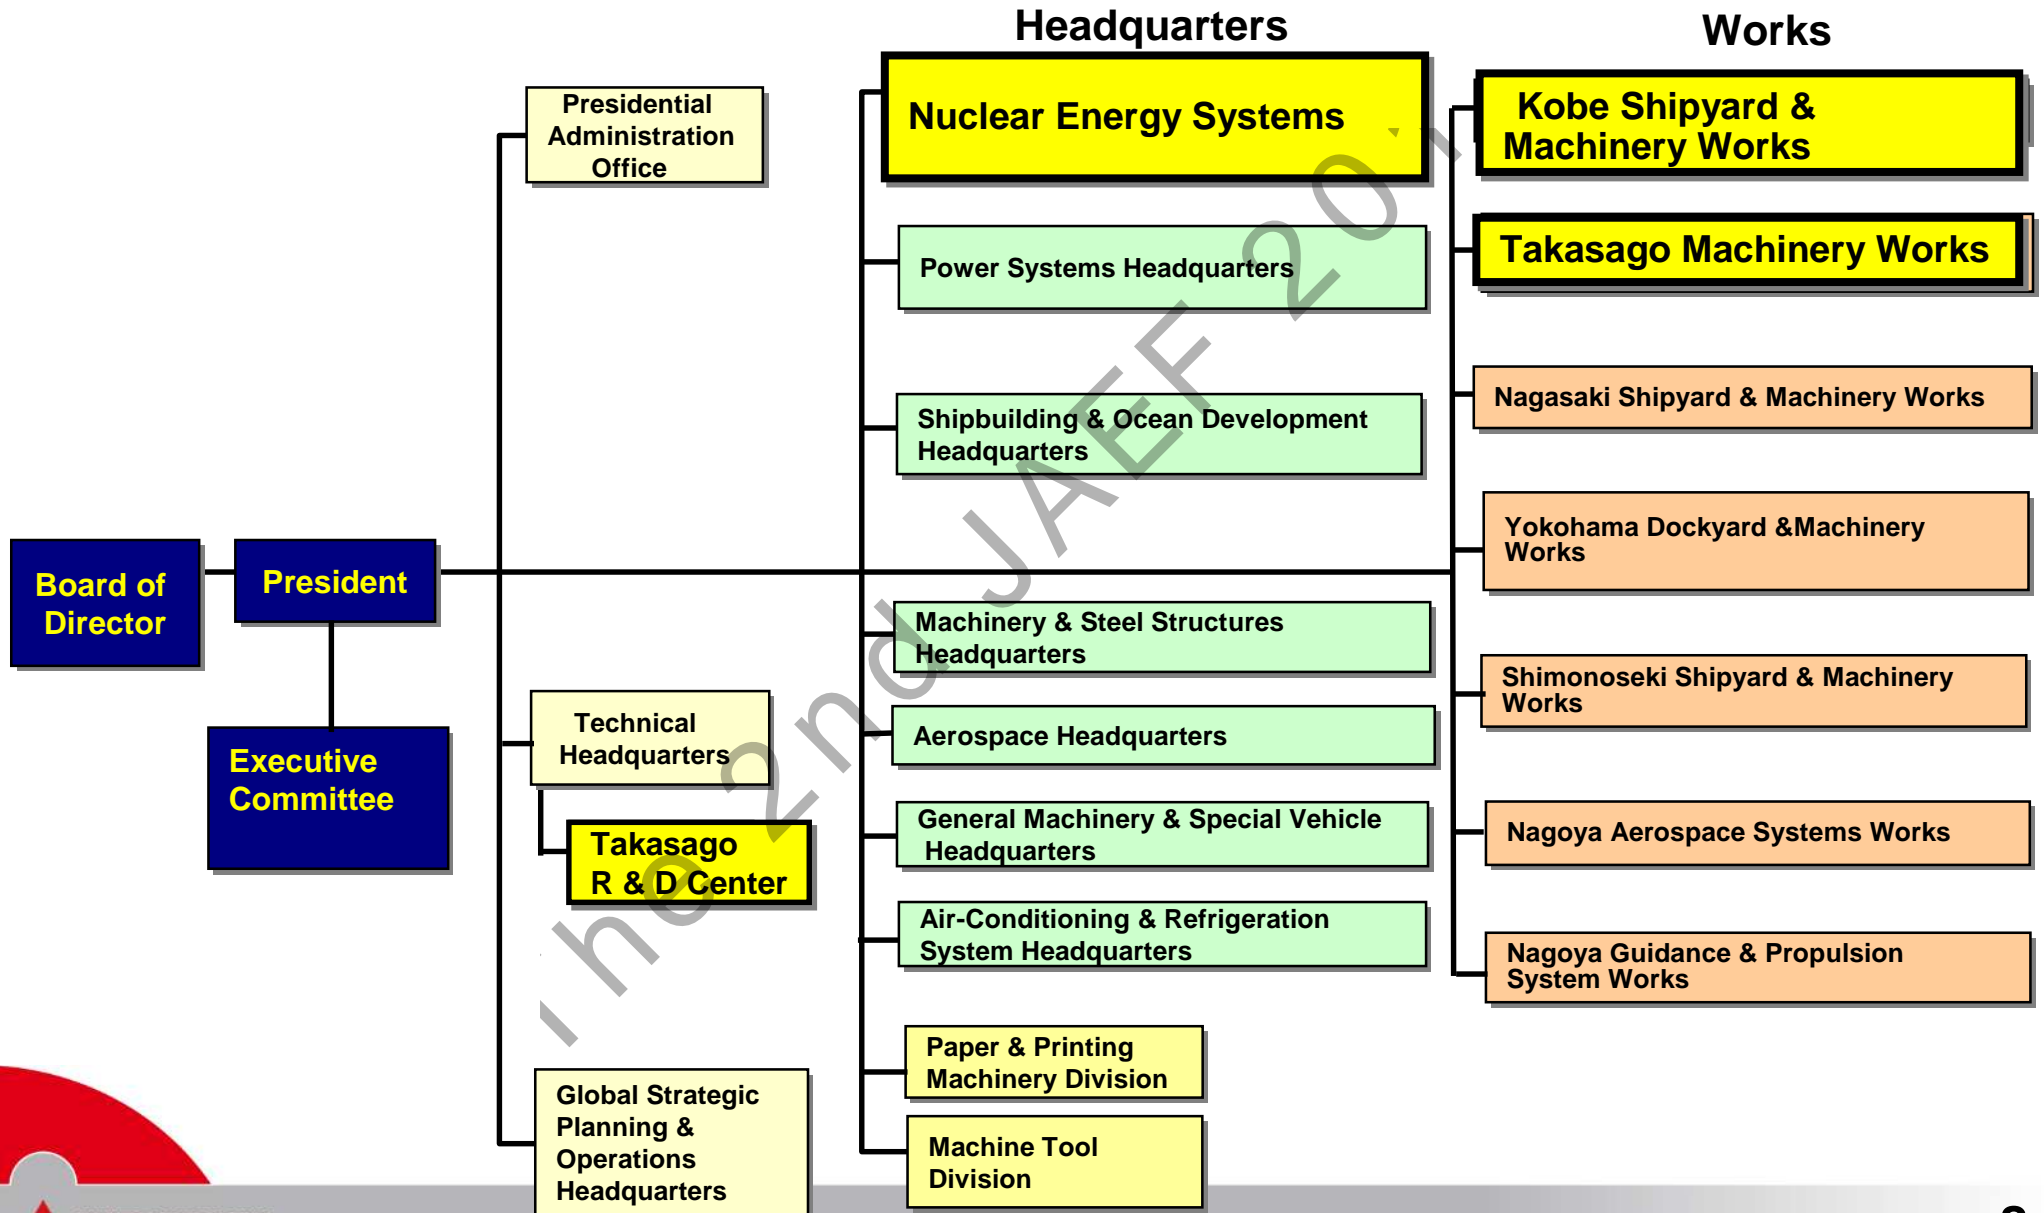 Headquarters
Works
Presidential
Administration
Office
Nuclear Energy Systems
Kobe Shipyard &
Machinery Works
Power Systems Headquarters
Takasago Machinery Works
Shipbuilding & Ocean Development
Headquarters
Nagasaki Shipyard & Machinery Works
Yokohama Dockyard &Machinery
Works
Board of
Director
President
Executive
Committee
Machinery & Steel Structures
Headquarters
Shimonoseki Shipyard & Machinery
Works
Technical
Headquarters
Aerospace Headquarters
Takasago
R & D Center
General Machinery & Special Vehicle
Headquarters
Nagoya Aerospace Systems Works
Air-Conditioning & Refrigeration
System Headquarters
Nagoya Guidance & Propulsion
System Works
Paper & Printing
Machinery Division
Global Strategic
Planning &
Operations
Headquarters
Machine Tool
Division
The 2nd JAEF